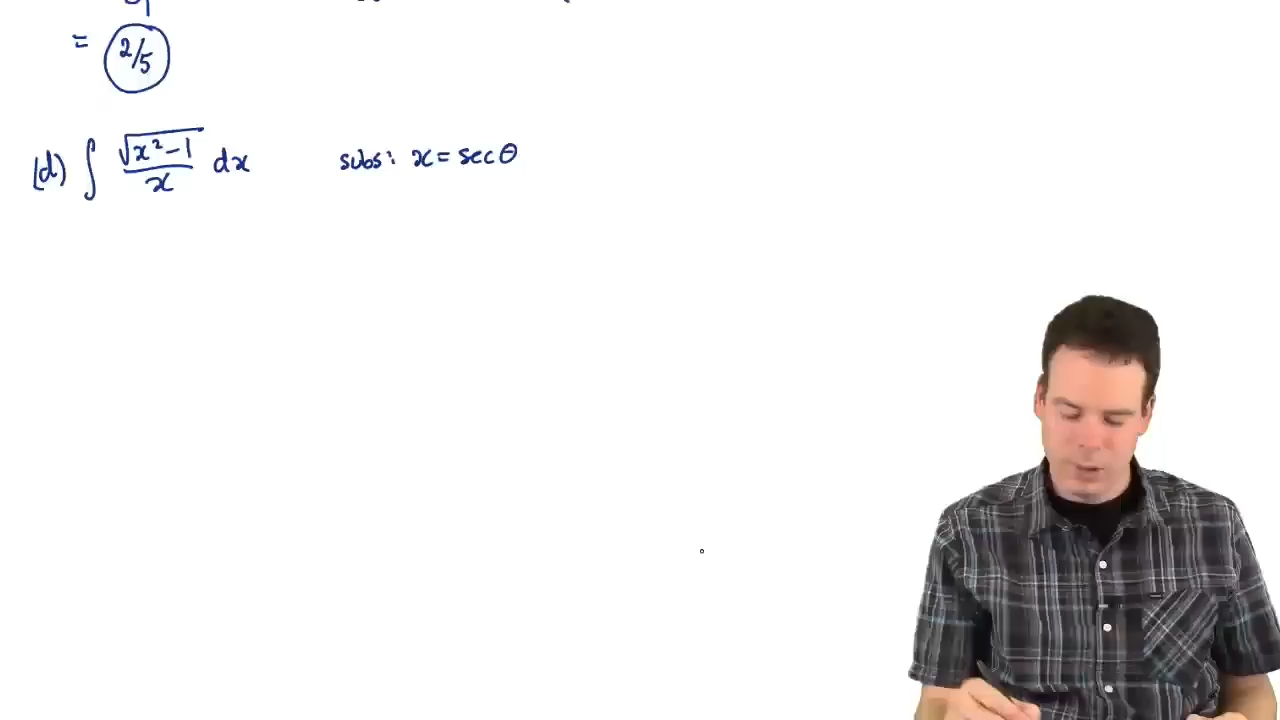 = 2/5
(d) ∫ √(x² − 1) / x dx subs: x = sec θ